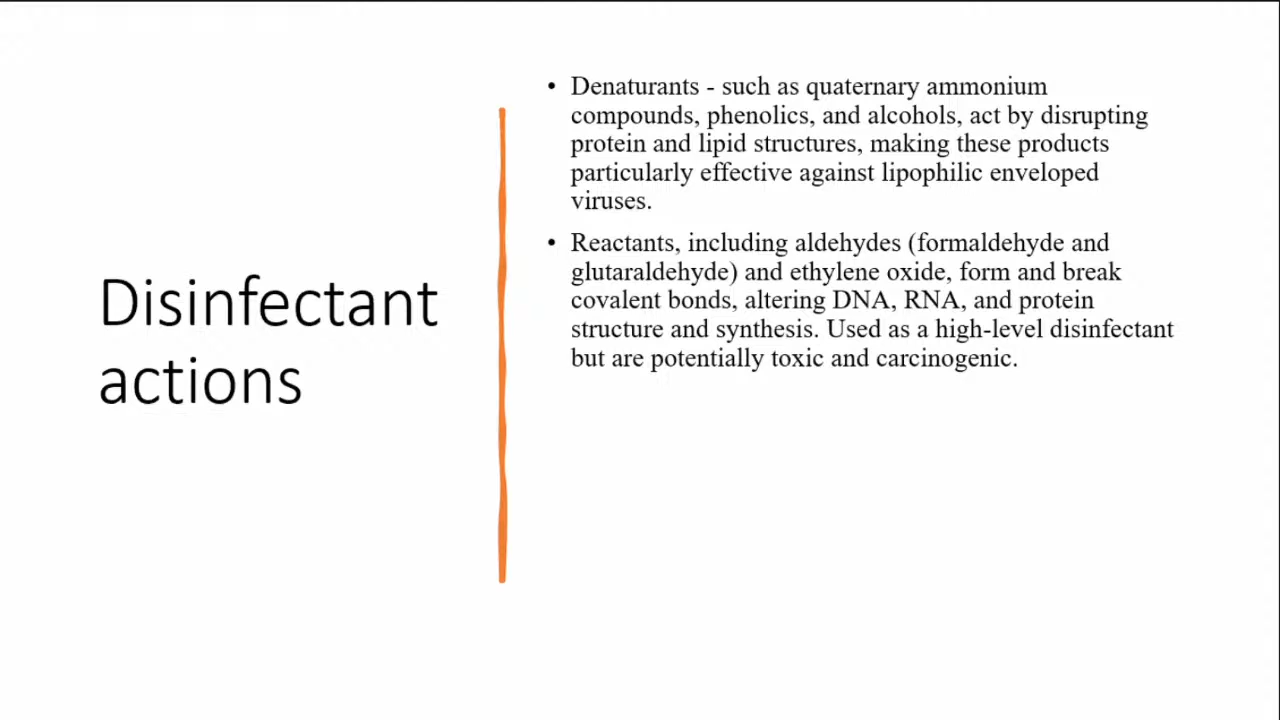 Disinfectant
actions
• Denaturants - such as quaternary ammonium
compounds, phenolics, and alcohols, act by disrupting
protein and lipid structures, making these products
particularly effective against lipophilic enveloped
viruses.
• Reactants, including aldehydes (formaldehyde and
glutaraldehyde) and ethylene oxide, form and break
covalent bonds, altering DNA, RNA, and protein
structure and synthesis. Used as a high-level disinfectant
but are potentially toxic and carcinogenic.